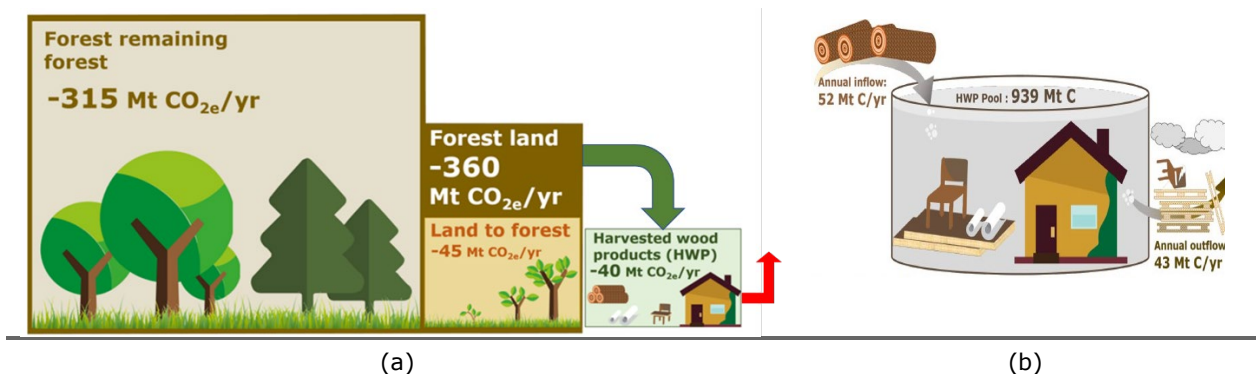 Forest remaining
forest
-315 Mt CO2e/yr
Forest land
-360
Mt CO2e/yr
Land to forest
-45 Mt CO2e/yr
Harvested wood
products (HWP)
-40 Mt CO2e/yr
(a)
Annual inflow:
52 Mt C/yr
HWP Pool : 939 Mt C
Annual outflow:
43 Mt C/yr
(b)